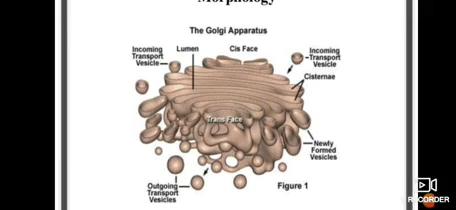 Morphology
The Golgi Apparatus
Incoming
Transport
Vesicle
Lumen
Cis Face
Incoming
Transport
Vesicle
Cisternae
Trans Face
Newly
Formed
Vesicles
Outgoing
Transport
Vesicles
Figure 1
RECORDER